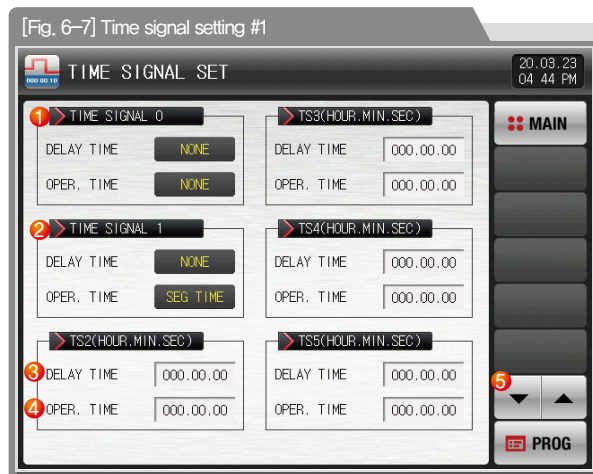 [Fig. 6-7] Time signal setting #1
000:00:10
TIME SIGNAL SET
20.03.23
04 44 PM
1 TIME SIGNAL 0
DELAY TIME NONE
OPER. TIME NONE
2 TIME SIGNAL 1
DELAY TIME NONE
OPER. TIME SEG TIME
TS2(HOUR.MIN.SEC)
3 DELAY TIME 000.00.00
4 OPER. TIME 000.00.00
TS3(HOUR.MIN.SEC)
DELAY TIME 000.00.00
OPER. TIME 000.00.00
TS4(HOUR.MIN.SEC)
DELAY TIME 000.00.00
OPER. TIME 000.00.00
TS5(HOUR.MIN.SEC)
DELAY TIME 000.00.00
OPER. TIME 000.00.00
MAIN
5
PROG